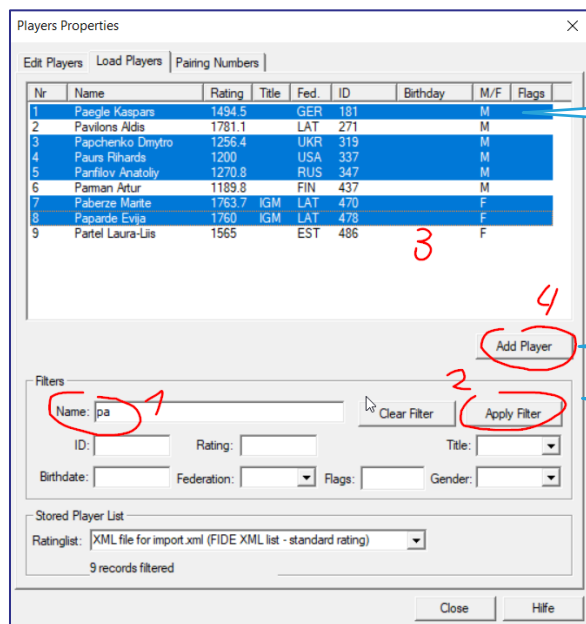 Players Properties
Edit Players Load Players Pairing Numbers
Nr Name Rating Title Fed. ID Birthday M/F Flags
1 Paegle Kaspars 1494.5 GER 181 M
2 Pavilons Aldis 1781.1 LAT 271 M
3 Papchenko Dmytro 1256.4 UKR 319 M
4 Paurs Rihards 1200 USA 337 M
5 Panfilov Anatoliy 1270.8 RUS 347 M
6 Parman Artur 1189.8 FIN 437 M
7 Paberze Marite 1763.7 IGM LAT 470 F
8 Paparde Evija 1760 IGM LAT 478 F
9 Partel Laura-Liis 1565 EST 486 F
3
4
Add Player
Filters
2
Name: pa 1 Clear Filter Apply Filter
ID: Rating: Title:
Birthdate: Federation: Flags: Gender:
Stored Player List
Ratinglist: XML file for import.xml (FIDE XML list - standard rating)
9 records filtered
Close Hilfe